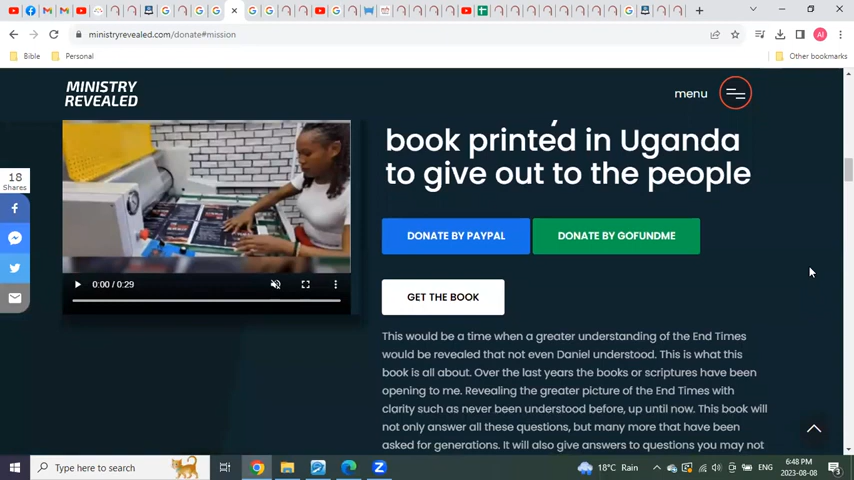 ministryrevealed.com/donate#mission
Bible
Personal
Other bookmarks
MINISTRY
REVEALED
menu
book printed in Uganda
to give out to the people
18
Shares
DONATE BY PAYPAL
DONATE BY GOFUNDME
0:00 / 0:29
GET THE BOOK
This would be a time when a greater understanding of the End Times
would be revealed that not even Daniel understood. This is what this
book is all about. Over the last years the books or scriptures have been
opening to me. Revealing the greater picture of the End Times with
clarity such as never been understood before, up until now. This book will
not only answer all these questions, but many more that have been
asked for generations. It will also give answers to questions you may not
Type here to search
18°C Rain
ENG
6:48 PM
2023-08-08